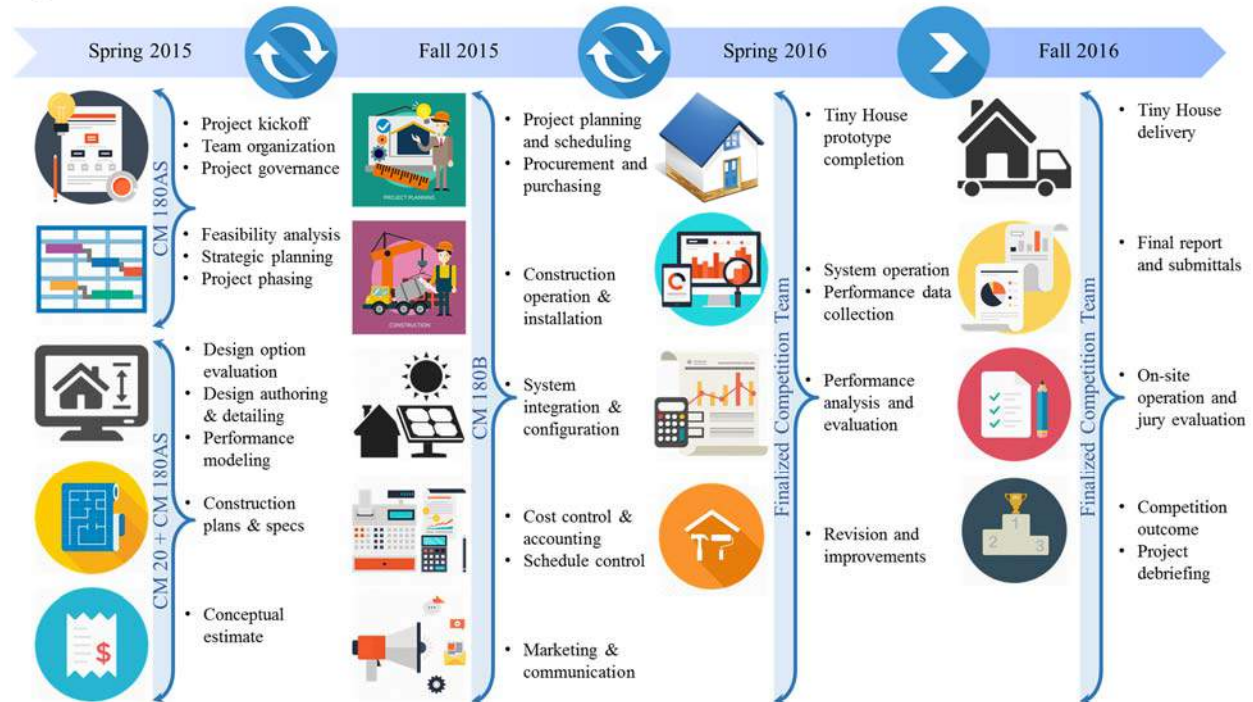 Spring 2015
Fall 2015
Spring 2016
Fall 2016
CM 180AS
• Project kickoff
• Team organization
• Project governance
• Feasibility analysis
• Strategic planning
• Project phasing
CM 20 + CM 180AS
• Design option
evaluation
• Design authoring
& detailing
• Performance
modeling
• Construction
plans & specs
• Conceptual
estimate
$
PROJECT PLANNING
CONSTRUCTION
CM 180B
• Project planning
and scheduling
• Procurement and
purchasing
• Construction
operation &
installation
• System
integration &
configuration
• Cost control &
accounting
• Schedule control
• Marketing &
communication
Finalized Competition Team
• Tiny House
prototype
completion
• System operation
• Performance data
collection
• Performance
analysis and
evaluation
• Revision and
improvements
1
2
3
Finalized Competition Team
• Tiny House
delivery
• Final report
and submittals
• On-site
operation and
jury evaluation
• Competition
outcome
• Project
debriefing